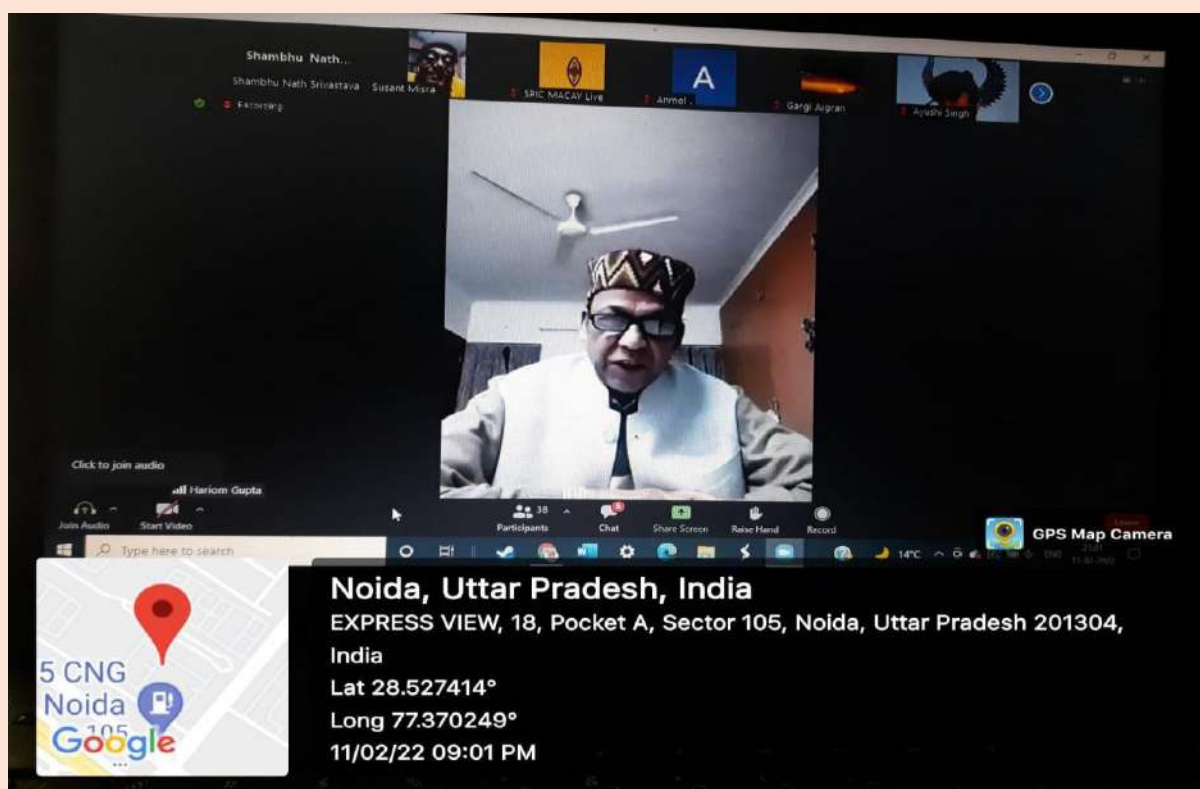 Shambhu Nath...
Shambhu Nath Srivastava
Susant Misra
SPIC MACAY Live
A
Anmol .
Gargi Jugran
Ayushi Singh
Recording
Click to join audio
Hariom Gupta
Join Audio
Start Video
Participants
38
Chat
Share Screen
Raise Hand
Record
Leave
Type here to search
14°C
ENG
GPS Map Camera
Noida, Uttar Pradesh, India
EXPRESS VIEW, 18, Pocket A, Sector 105, Noida, Uttar Pradesh 201304,
India
Lat 28.527414°
Long 77.370249°
11/02/22 09:01 PM
5 CNG
Noida
105
Google